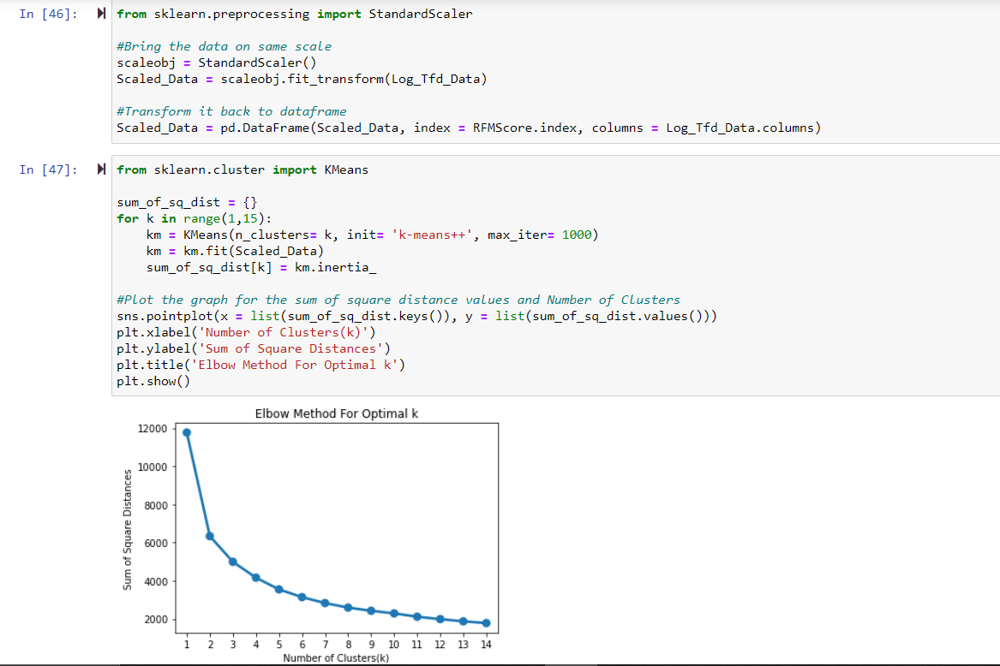 In [46]:
from sklearn.preprocessing import StandardScaler
#Bring the data on same scale
scaleobj = StandardScaler()
Scaled_Data = scaleobj.fit_transform(Log_Tfd_Data)
#Transform it back to dataframe
Scaled_Data = pd.DataFrame(Scaled_Data, index = RFMScore.index, columns = Log_Tfd_Data.columns)
In [47]:
from sklearn.cluster import KMeans
sum_of_sq_dist = {}
for k in range(1,15):
    km = KMeans(n_clusters= k, init= 'k-means++', max_iter= 1000)
    km = km.fit(Scaled_Data)
    sum_of_sq_dist[k] = km.inertia_
#Plot the graph for the sum of square distance values and Number of Clusters
sns.pointplot(x = list(sum_of_sq_dist.keys()), y = list(sum_of_sq_dist.values()))
plt.xlabel('Number of Clusters(k)')
plt.ylabel('Sum of Square Distances')
plt.title('Elbow Method For Optimal k')
plt.show()
Elbow Method For Optimal k
Sum of Square Distances
12000
10000
8000
6000
4000
2000
1 2 3 4 5 6 7 8 9 10 11 12 13 14
Number of Clusters(k)